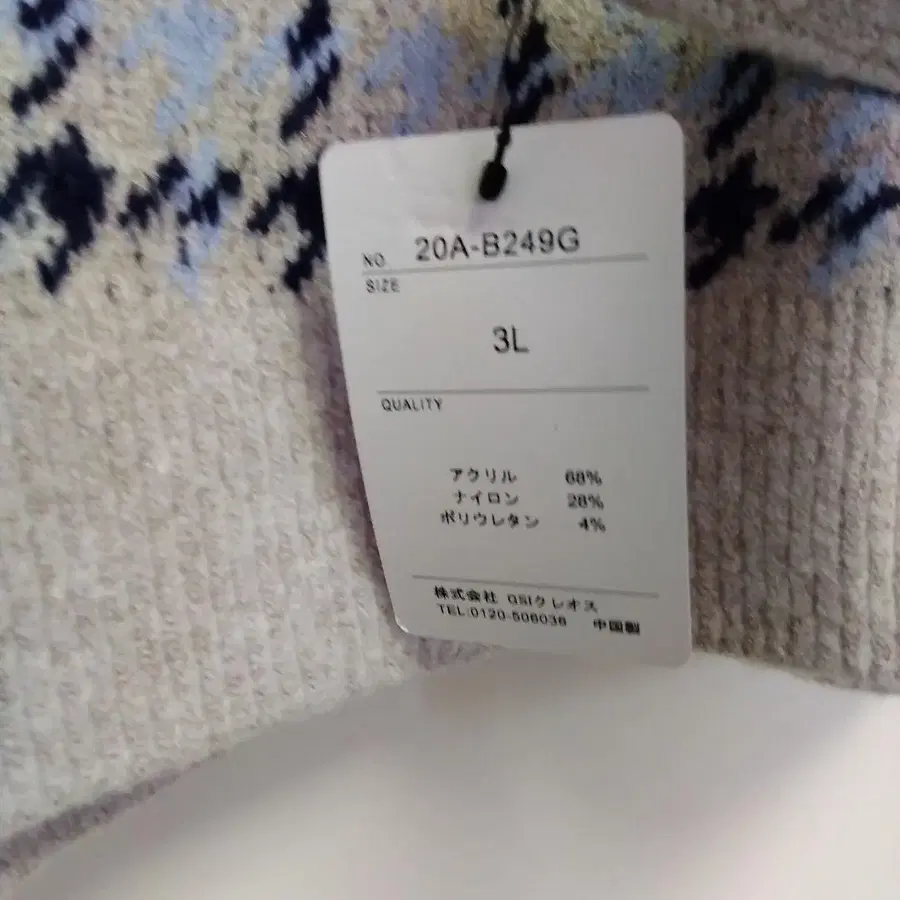 NO. 20A-B249G
SIZE
3L
QUALITY
アクリル 68%
ナイロン 28%
ポリウレタン 4%
株式会社 GSIクレオス
TEL:0120-506036 中国製